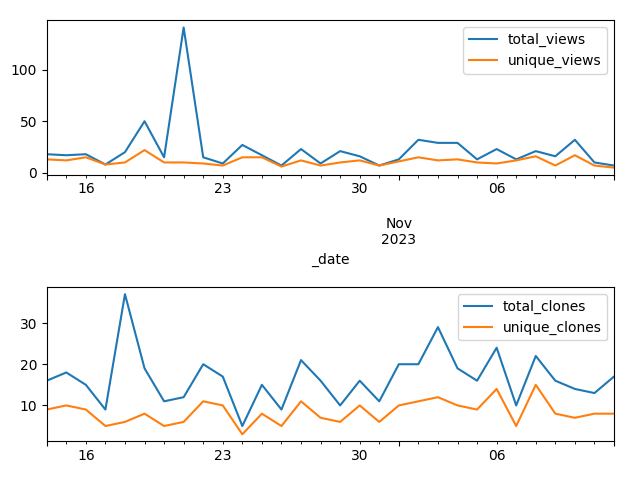 total_views
unique_views
100
50
0
16 23 30 06
Nov
2023
_date
total_clones
unique_clones
30
20
10
16 23 30 06